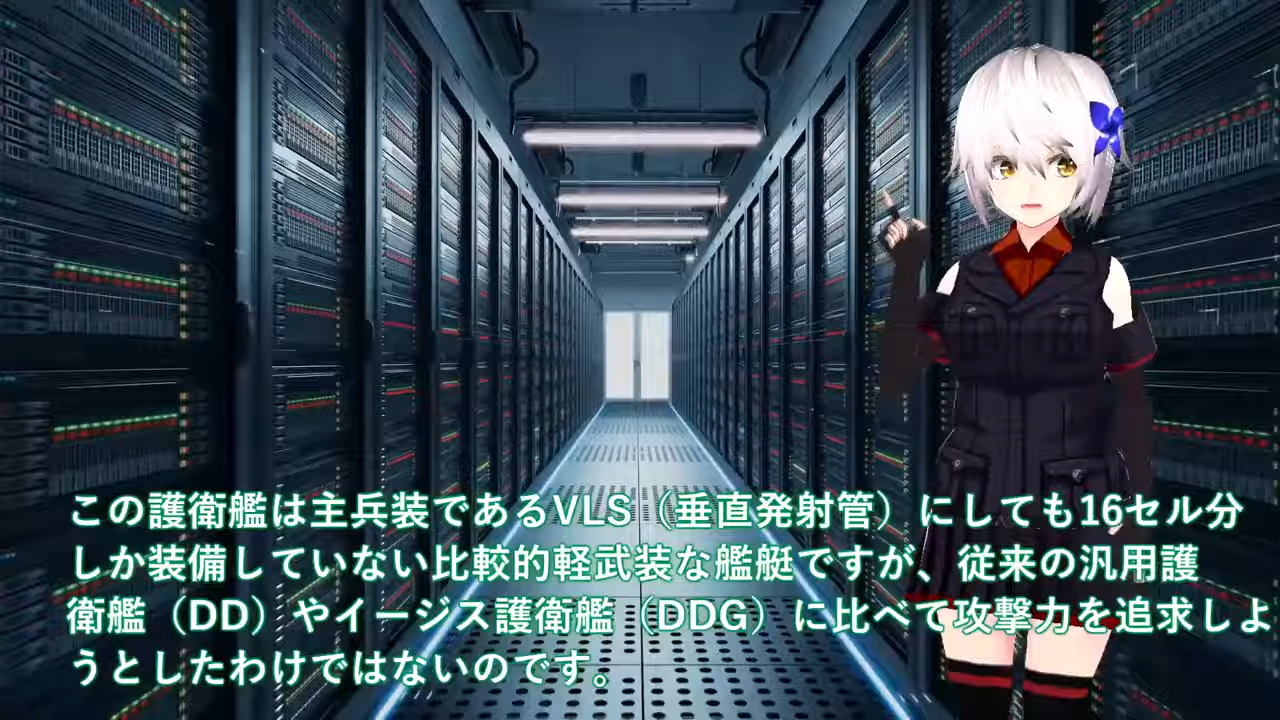 この護衛艦は主兵装であるVLS（垂直発射管）にしても16セル分
しか装備していない比較的軽武装な艦艇ですが、従来の汎用護
衛艦（DD）やイージス護衛艦（DDG）に比べて攻撃力を追求しよ
うとしたわけではないのです。